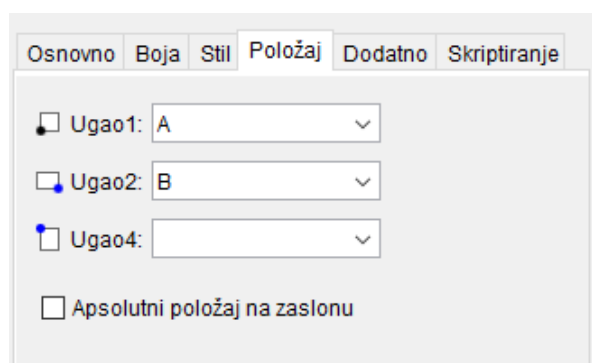 Osnovno Boja Stil Položaj Dodatno Skriptiranje
Ugao1: A
Ugao2: B
Ugao4:
Apsolutni položaj na zaslonu